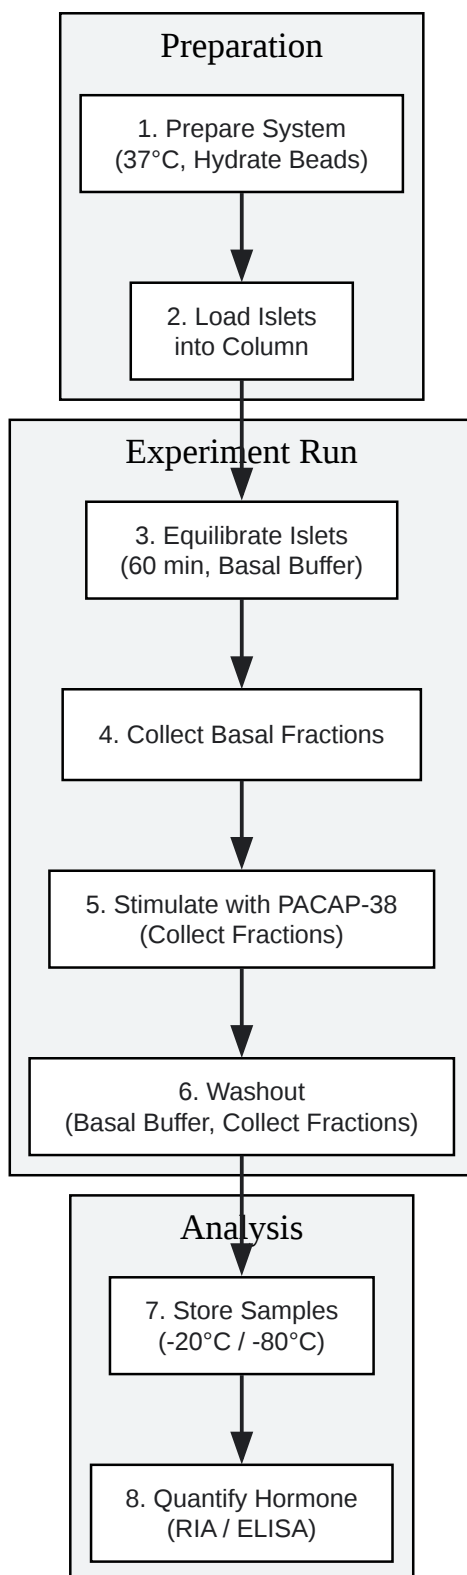 Preparation
1. Prepare System
(37°C, Hydrate Beads)
2. Load Islets
into Column
Experiment Run
3. Equilibrate Islets
(60 min, Basal Buffer)
4. Collect Basal Fractions
5. Stimulate with PACAP-38
(Collect Fractions)
6. Washout
(Basal Buffer, Collect Fractions)
Analysis
7. Store Samples
(-20°C / -80°C)
8. Quantify Hormone
(RIA / ELISA)